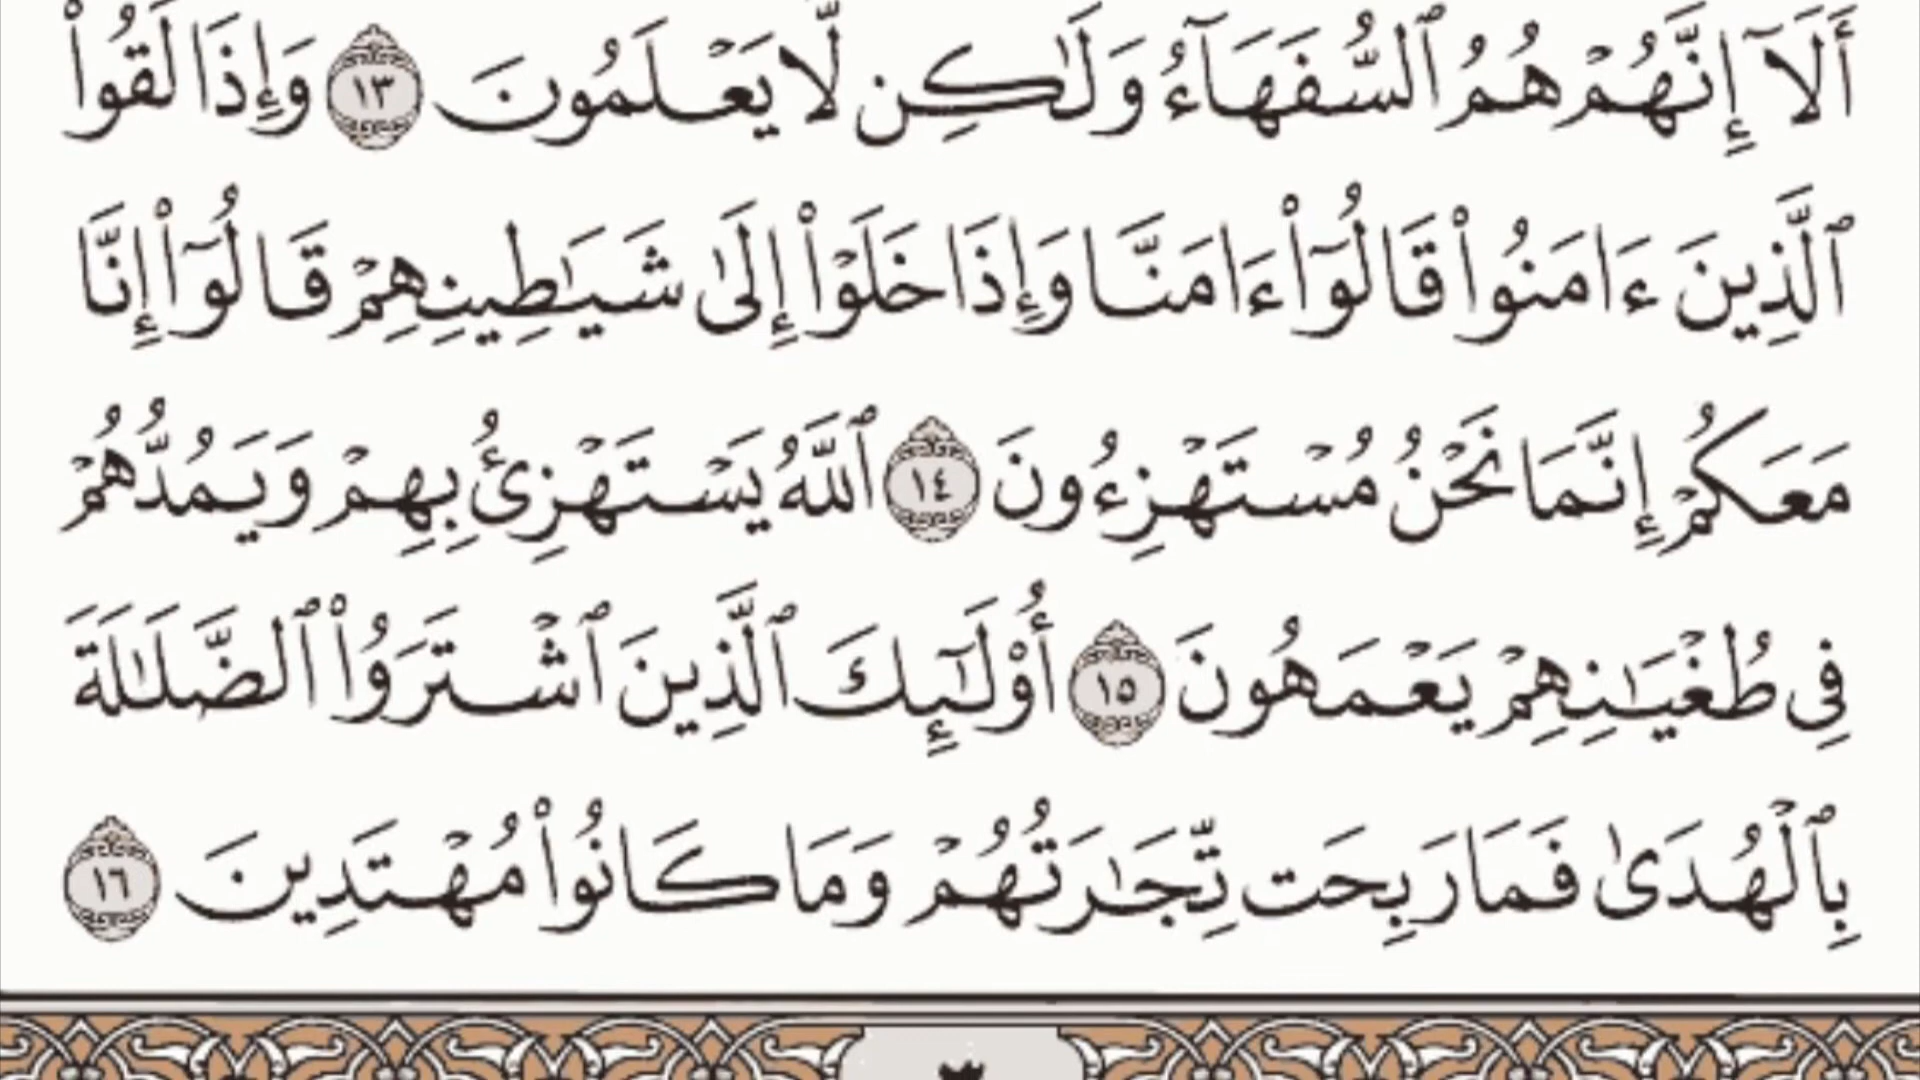 أَلَآ إِنَّهُمْ هُمُ ٱلسُّفَهَآءُ وَلَـٰكِن لَّا يَعْلَمُونَ ١٣ وَإِذَا لَقُوا۟
ٱلَّذِينَ ءَامَنُوا۟ قَالُوٓا۟ ءَامَنَّا وَإِذَا خَلَوْا۟ إِلَىٰ شَيَـٰطِينِهِمْ قَالُوٓا۟ إِنَّا
مَعَكُمْ إِنَّمَا نَحْنُ مُسْتَهْزِءُونَ ١٤ ٱللَّهُ يَسْتَهْزِئُ بِهِمْ وَيَمُدُّهُمْ
فِى طُغْيَـٰنِهِمْ يَعْمَهُونَ ١٥ أُو۟لَـٰٓئِكَ ٱلَّذِينَ ٱشْتَرَوُا۟ ٱلضَّلَـٰلَةَ
بِٱلْهُدَىٰ فَمَا رَبِحَت تِّجَـٰرَتُهُمْ وَمَا كَانُوا۟ مُهْتَدِينَ ١٦
٣